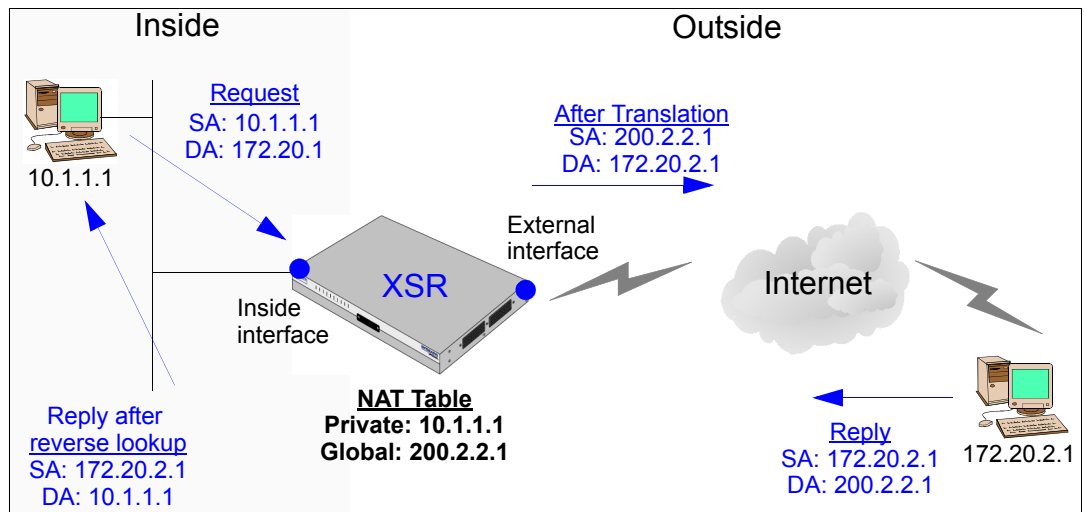 Inside
Outside
Request
SA: 10.1.1.1
DA: 172.20.1
After Translation
SA: 200.2.2.1
DA: 172.20.2.1
10.1.1.1
External
interface
XSR
Internet
Inside
interface
NAT Table
Private: 10.1.1.1
Global: 200.2.2.1
Reply after
reverse lookup
SA: 172.20.2.1
DA: 10.1.1.1
Reply
SA: 172.20.2.1
DA: 200.2.2.1
172.20.2.1